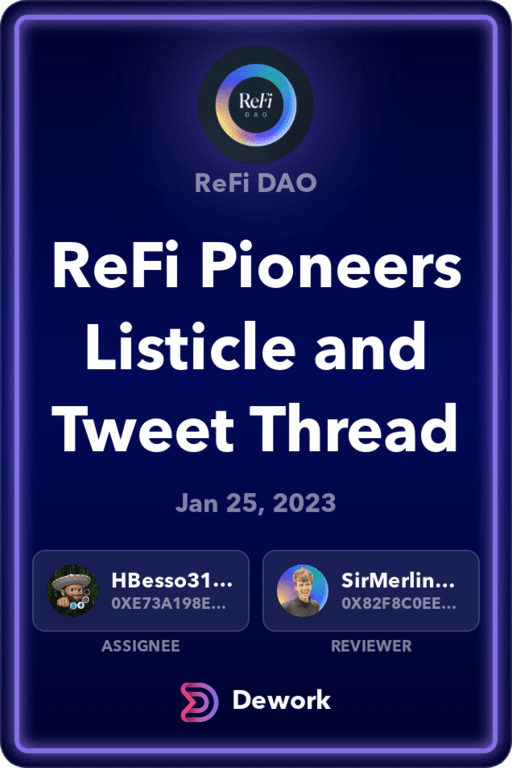 ReFi
DAO
ReFi DAO
ReFi Pioneers
Listicle and
Tweet Thread
Jan 25, 2023
HBesso31...
0XE73A198E...
SirMerlin...
0X82F8C0EE...
ASSIGNEE
REVIEWER
Dework